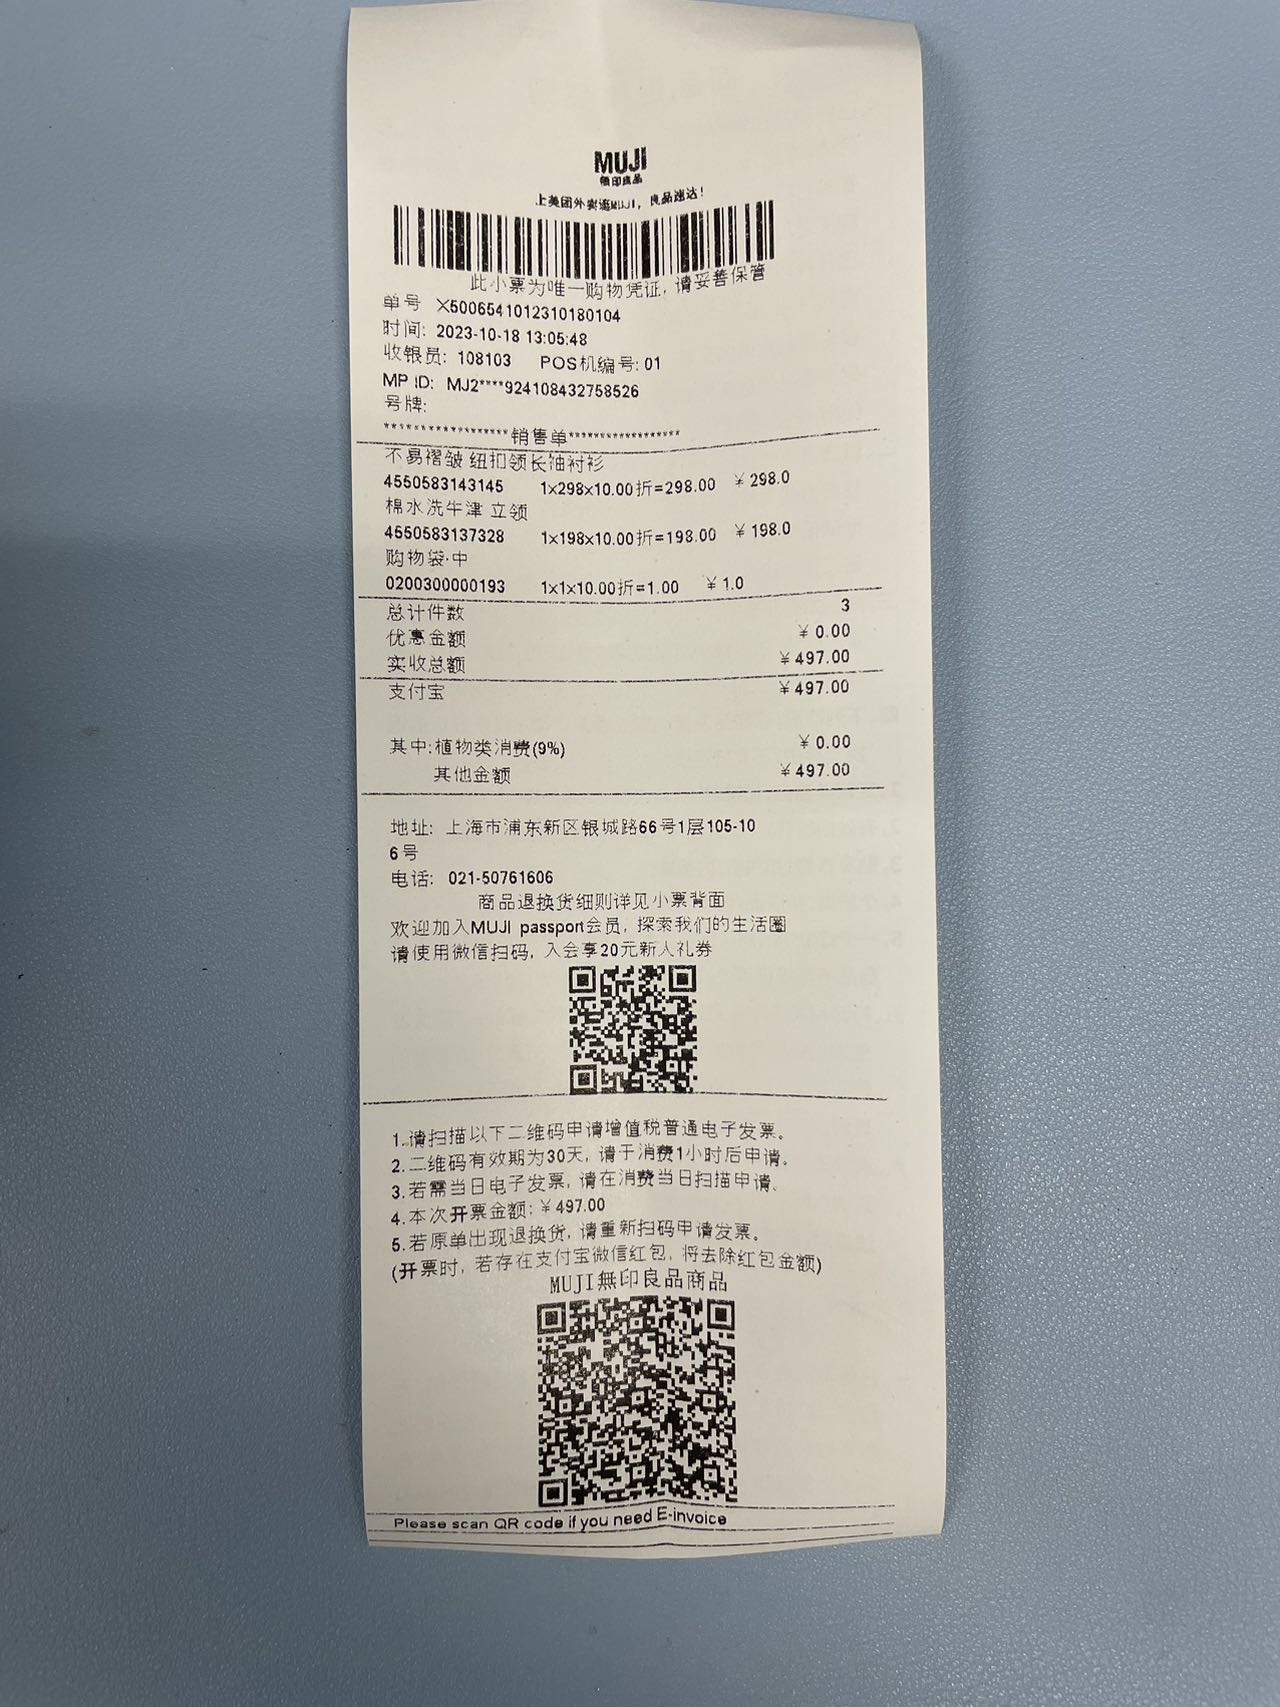 MUJI
無印良品
上美团外卖逛MUJI，良品速达！
此小票为唯一购物凭证，请妥善保管
单号 X5006541012310180104
时间: 2023-10-18 13:05:48
收银员: 108103 POS机编号: 01
MP ID: MJ2****924108432758526
号牌:
********************销售单******************
不易褶皱 纽扣领长袖衬衫
4550583143145 1x298x10.00折=298.00 ¥298.0
棉水洗牛津 立领
4550583137328 1x198x10.00折=198.00 ¥198.0
购物袋·中
0200300000193 1x1x10.00折=1.00 ¥1.0
总计件数 3
优惠金额 ¥0.00
实收总额 ¥497.00
支付宝 ¥497.00
其中:植物类消费(9%) ¥0.00
其他金额 ¥497.00
地址: 上海市浦东新区银城路66号1层105-10
6号
电话: 021-50761606
商品退换货细则详见小票背面
欢迎加入MUJI passport会员，探索我们的生活圈
请使用微信扫码，入会享20元新人礼券
1.请扫描以下二维码申请增值税普通电子发票。
2.二维码有效期为30天，请于消费1小时后申请。
3.若需当日电子发票，请在消费当日扫描申请、
4.本次开票金额:¥497.00
5.若原单出现退换货，请重新扫码申请发票。
(开票时，若存在支付宝微信红包，将去除红包金额)
MUJI無印良品商品
Please scan QR code if you need E-invoice